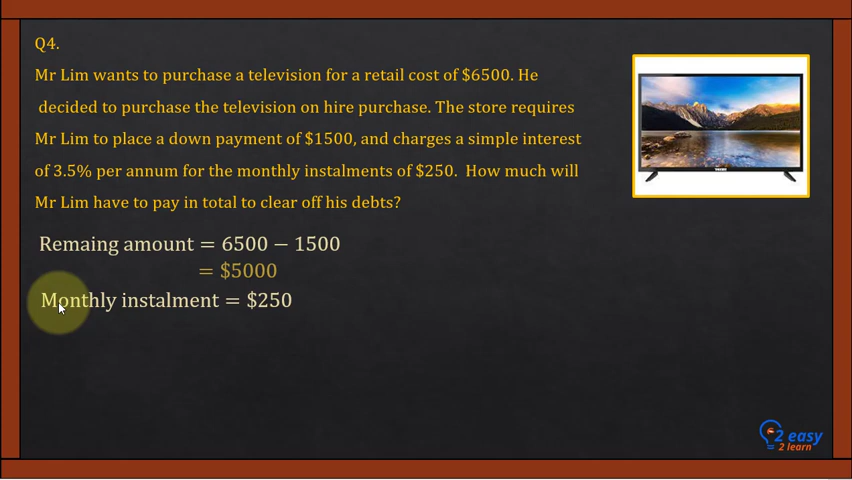 Q4.
Mr Lim wants to purchase a television for a retail cost of $6500. He
decided to purchase the television on hire purchase. The store requires
Mr Lim to place a down payment of $1500, and charges a simple interest
of 3.5% per annum for the monthly instalments of $250. How much will
Mr Lim have to pay in total to clear off his debts?
Remaing amount = 6500 − 1500
= $5000
Monthly instalment = $250
2 easy
2 learn